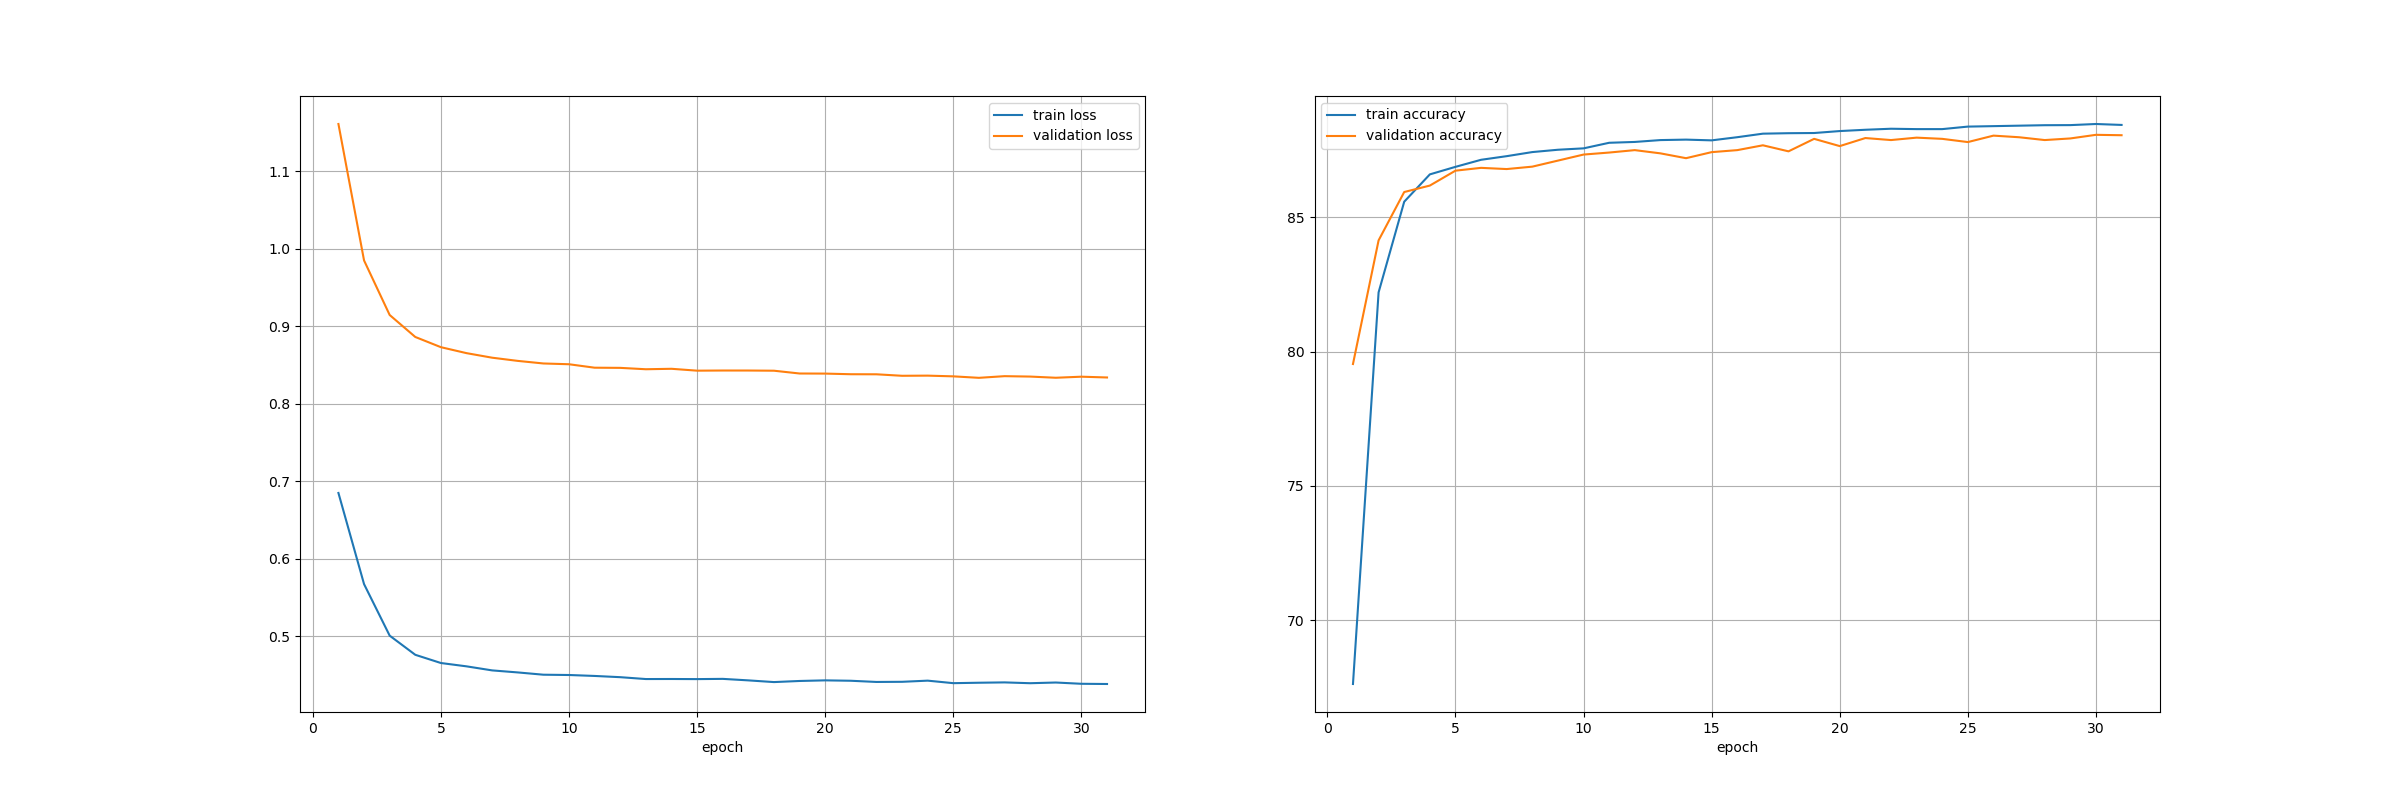 train loss
validation loss
1.1
1.0
0.9
0.8
0.7
0.6
0.5
0 5 10 15 20 25 30
epoch
train accuracy
validation accuracy
85
80
75
70
0 5 10 15 20 25 30
epoch